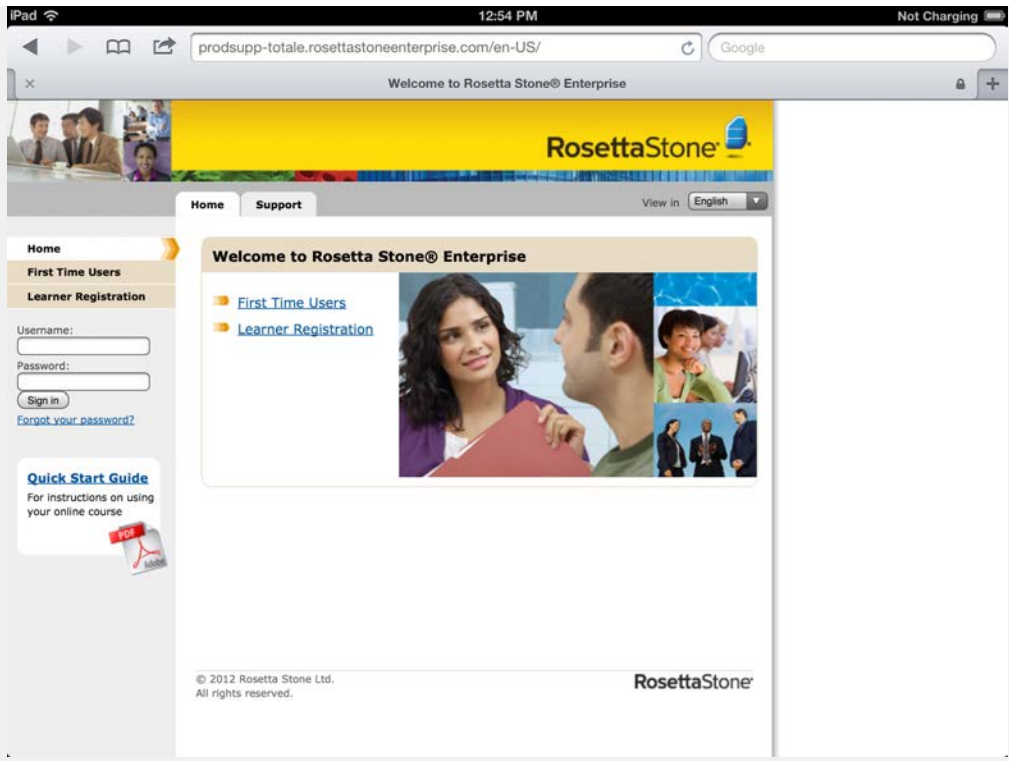 iPad 12:54 PM Not Charging
prodsupp-totale.rosettastoneenterprise.com/en-US/ Google
Welcome to Rosetta Stone® Enterprise
RosettaStone
Home Support View in English
Home
First Time Users
Learner Registration
Username:
Password:
Sign in
Forgot your password?
Quick Start Guide
For instructions on using
your online course
PDF
Adobe
Welcome to Rosetta Stone® Enterprise
First Time Users
Learner Registration
© 2012 Rosetta Stone Ltd.
All rights reserved.
RosettaStone